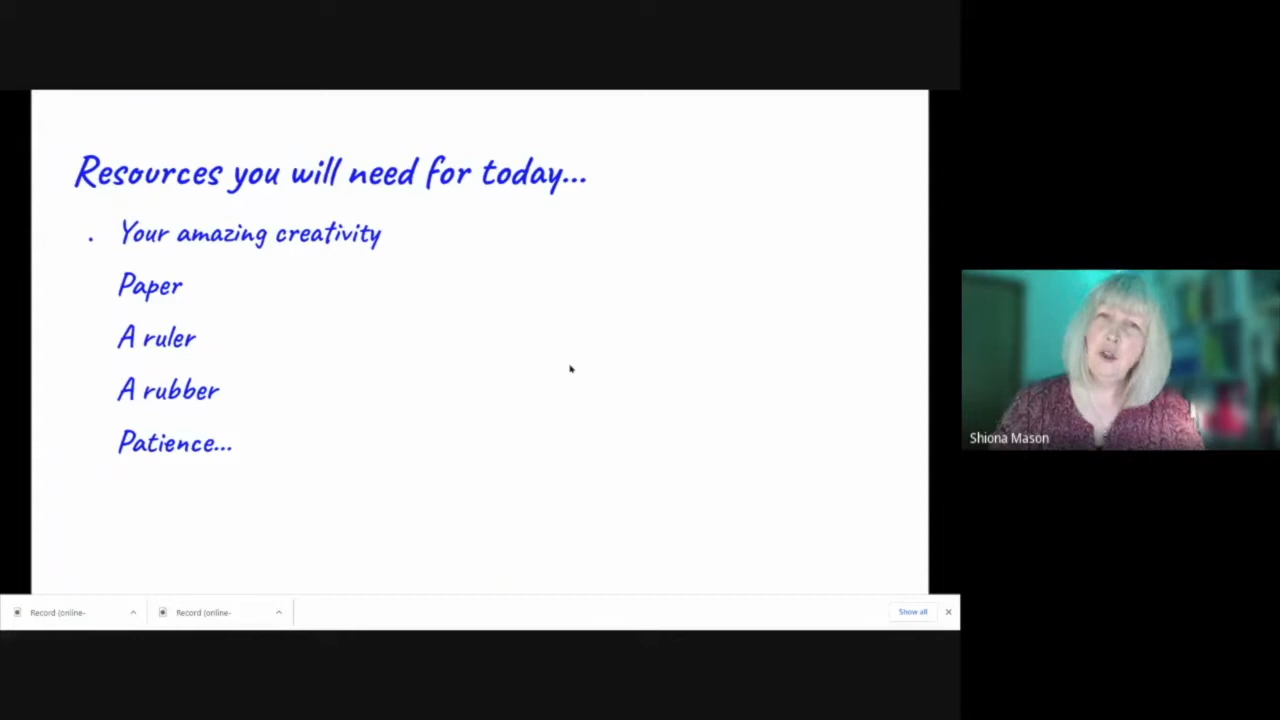 Resources you will need for today...
. Your amazing creativity
Paper
A ruler
A rubber
Patience...
Shiona Mason
Record (online-
Record (online-
Show all